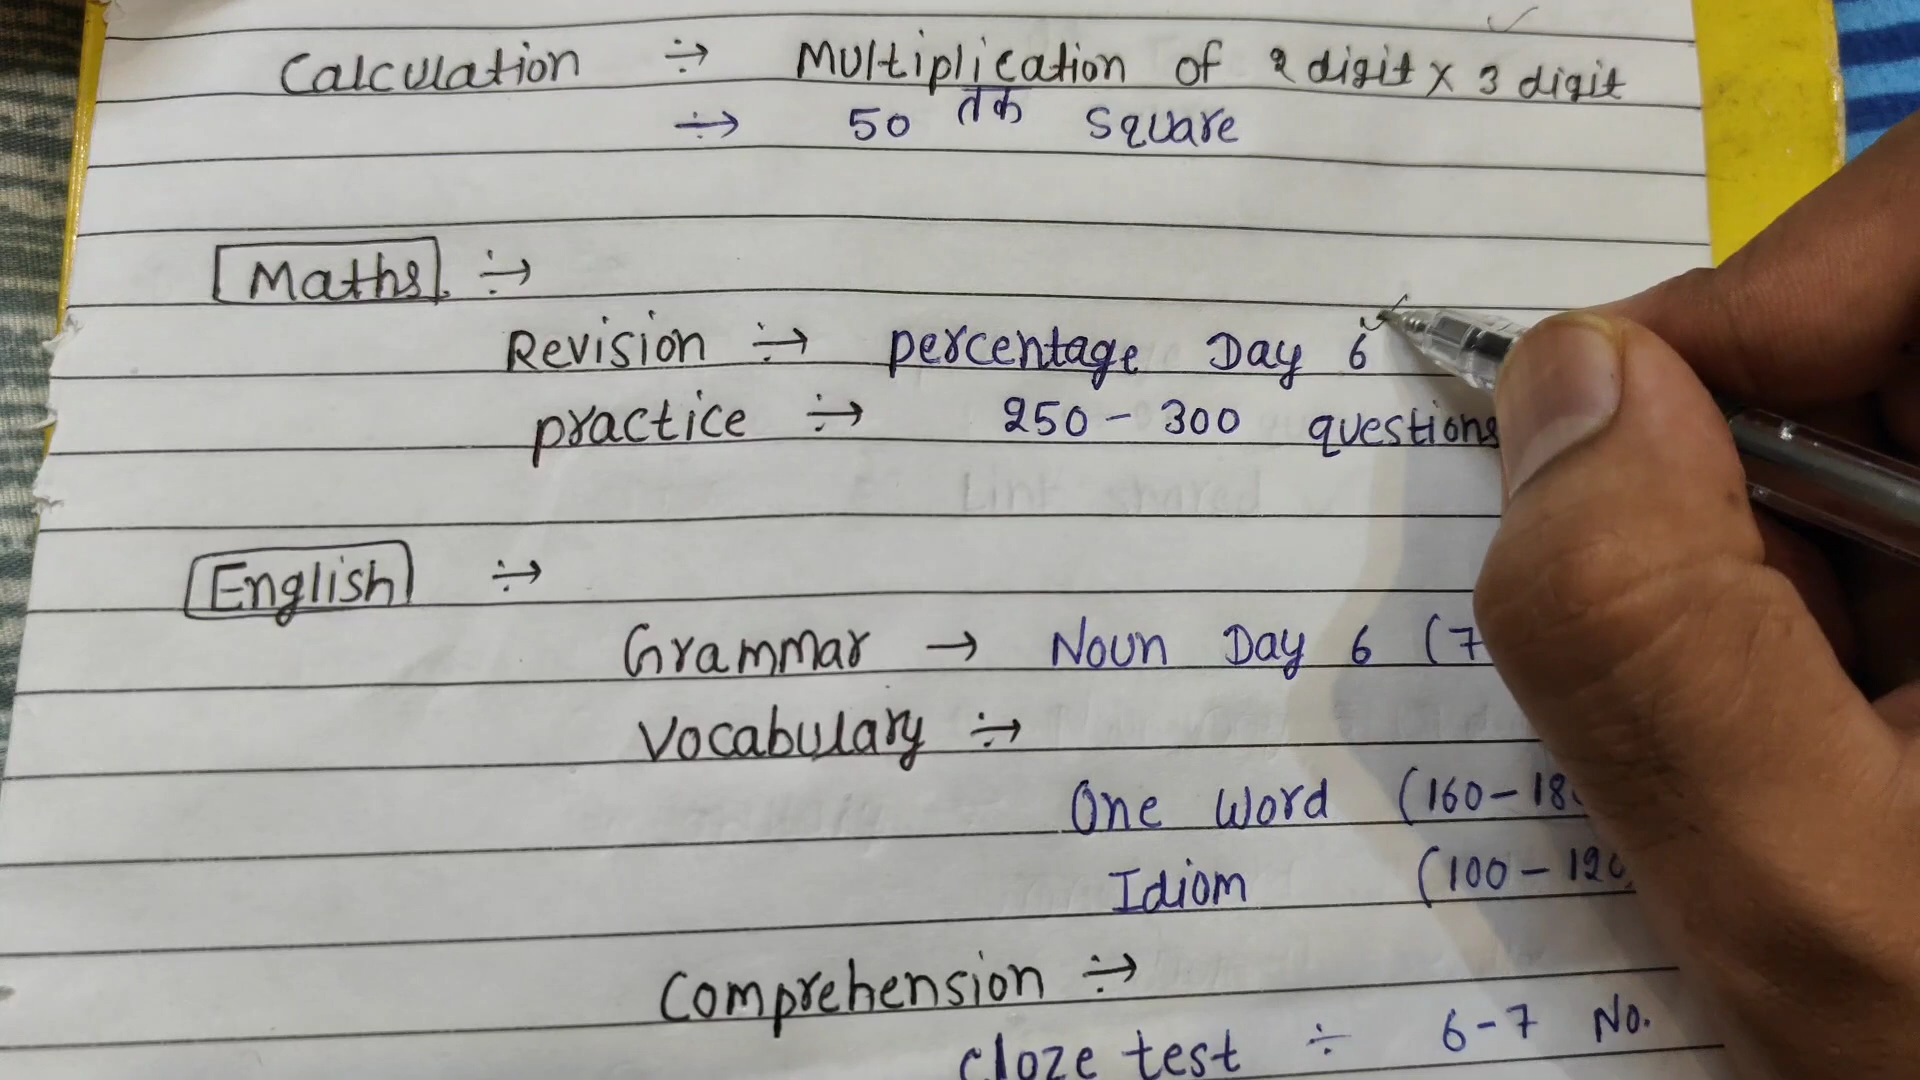 Calculation ÷→ Multiplication of 2 digit x 3 digit
÷→ 50 तक Square
Maths ÷→
Revision ÷→ percentage Day 6
practice ÷→ 250 - 300 questions
English ÷→
Grammar → Noun Day 6 (7
Vocabulary ÷→
One Word (160-18
Idiom (100-120
Comprehension ÷→
Cloze test ÷ 6-7 No.